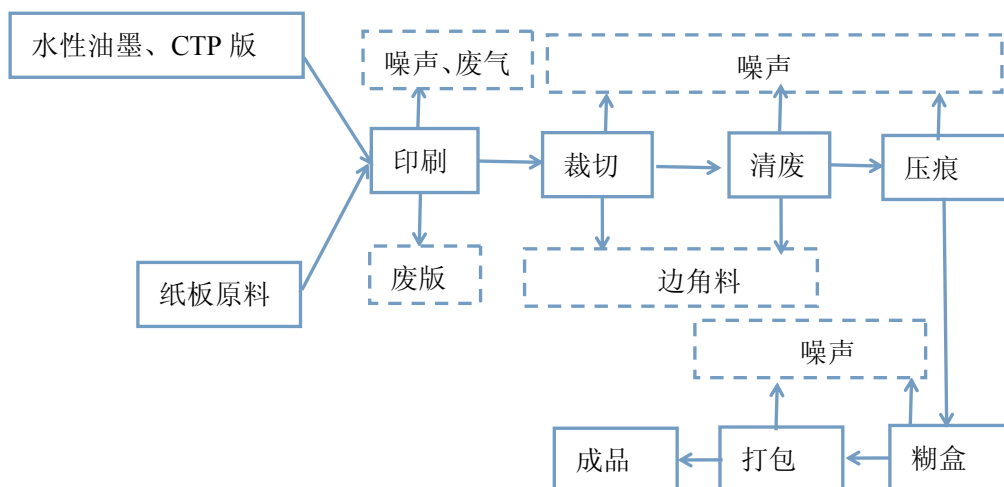 水性油墨、CTP 版
噪声、废气
噪声
印刷
裁切
清废
压痕
废版
边角料
纸板原料
噪声
成品
打包
糊盒